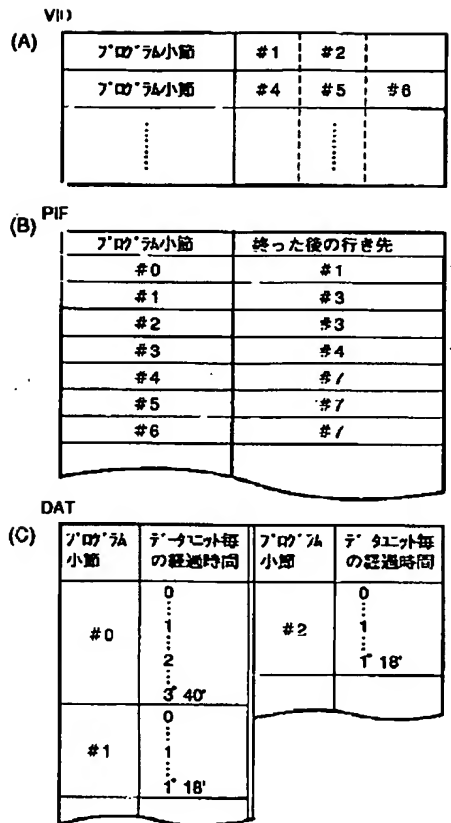 (A)
プログラム小節 #1 #2
プログラム小節 #4 #5 #6
(B) PIF
プログラム小節 終った後の行き先
#0 #1
#1 #3
#2 #3
#3 #4
#4 #7
#5 #7
#6 #7
DAT
(C)
プログラム データユニット毎
小節 の経過時間
#0
0
1
2
3" 40'
#1
0
1
1" 18'
プログラム データユニット毎
小節 の経過時間
#2
0
1
1" 18'